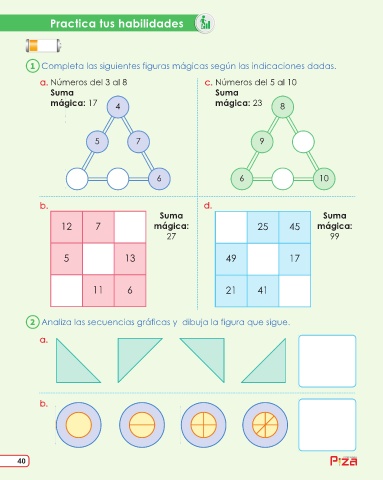 Practica tus habilidades
1 Completa las siguientes figuras mágicas según las indicaciones dadas.
a. Números del 3 al 8
Suma
mágica: 17
4
5 7
6
c. Números del 5 al 10
Suma
mágica: 23
8
9
6 10
b.
12 7
5 13
11 6
Suma
mágica:
27
d.
25 45
49 17
21 41
Suma
mágica:
99
2 Analiza las secuencias gráficas y dibuja la figura que sigue.
a.
b.
40